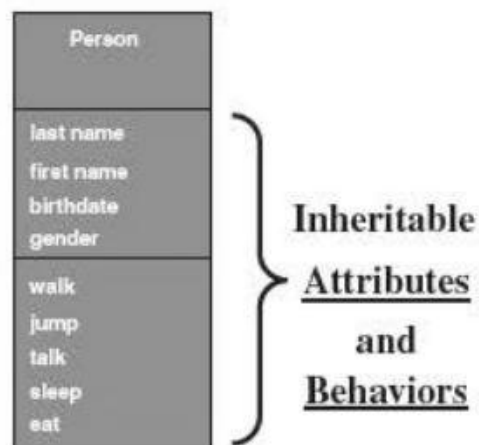 Person
last name
first name
birthdate
gender
walk
jump
talk
sleep
eat
Inheritable
Attributes
and
Behaviors